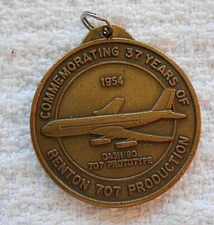 COMMEMORATING 37 YEARS OF
1954
DASH 80
707 PROTOTYPE
RENTON 707 PRODUCTION